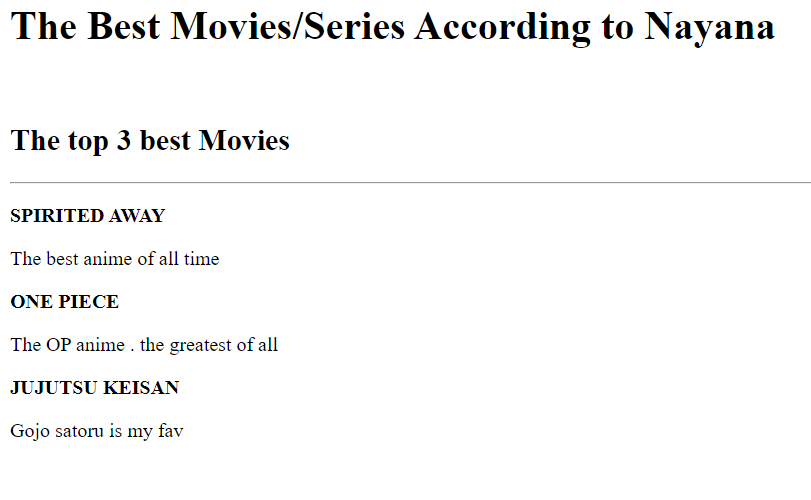 The Best Movies/Series According to Nayana
The top 3 best Movies
SPIRITED AWAY
The best anime of all time
ONE PIECE
The OP anime . the greatest of all
JUJUTSU KEISAN
Gojo satoru is my fav